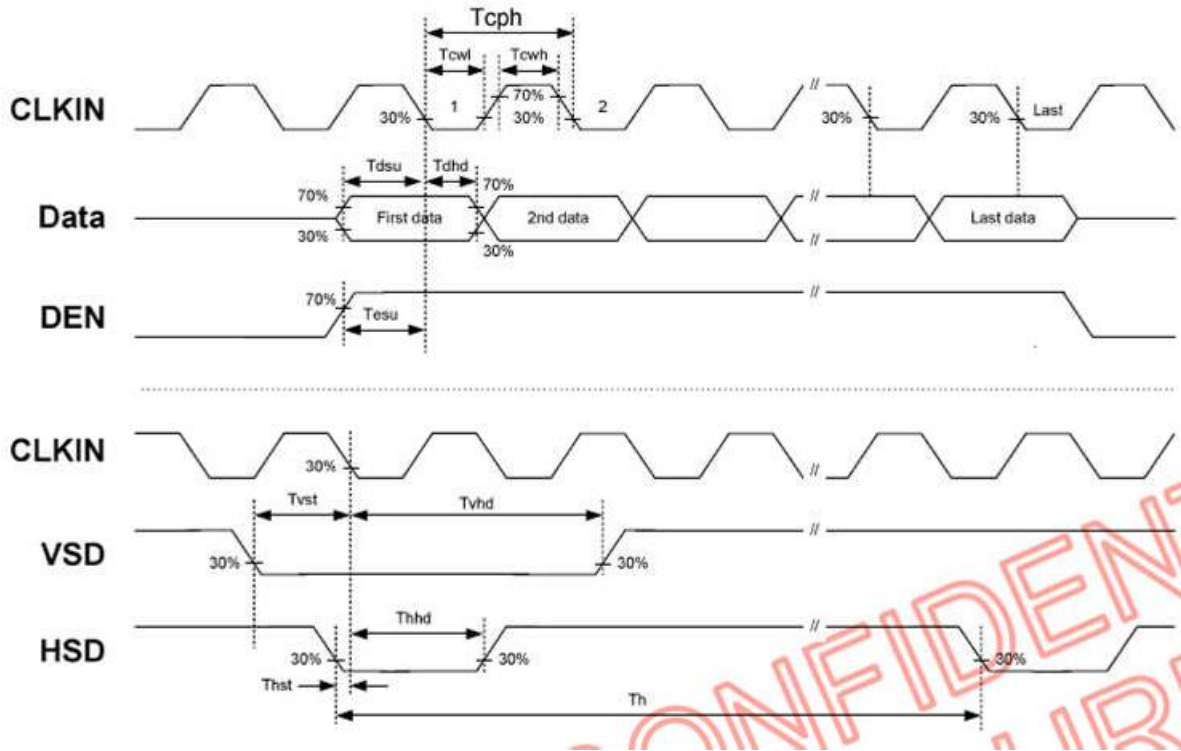 Tcph
Tcwl Tcwh
CLKIN 30% 1 70% 30% 2 // 30% 30% Last
Tdsu Tdhd
Data 70% 30% First data 70% 30% 2nd data // // Last data
DEN 70% Tesu //
CLKIN 30% //
Tvst Tvhd
VSD 30% 30% //
Thhd
HSD 30% 30% // 30%
Thst
Th